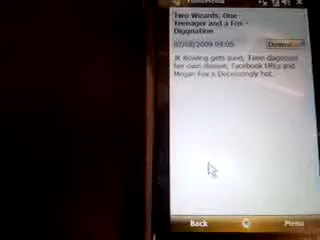 Two Wizards, One
Teenager and a Fox -
Diggnation
07/08/2009 04:05
Download
JK Rowling gets sued, Teen diagnoses
her own disease, Facebook URLs and
Megan Fox is Depressingly hot.
Back
Menu